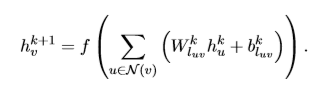 $$h_v^{k+1} = f\left(\sum_{u \in \mathcal{N}(v)} \left(W_{l_{uv}}^k h_u^k + b_{l_{uv}}^k\right)\right).$$